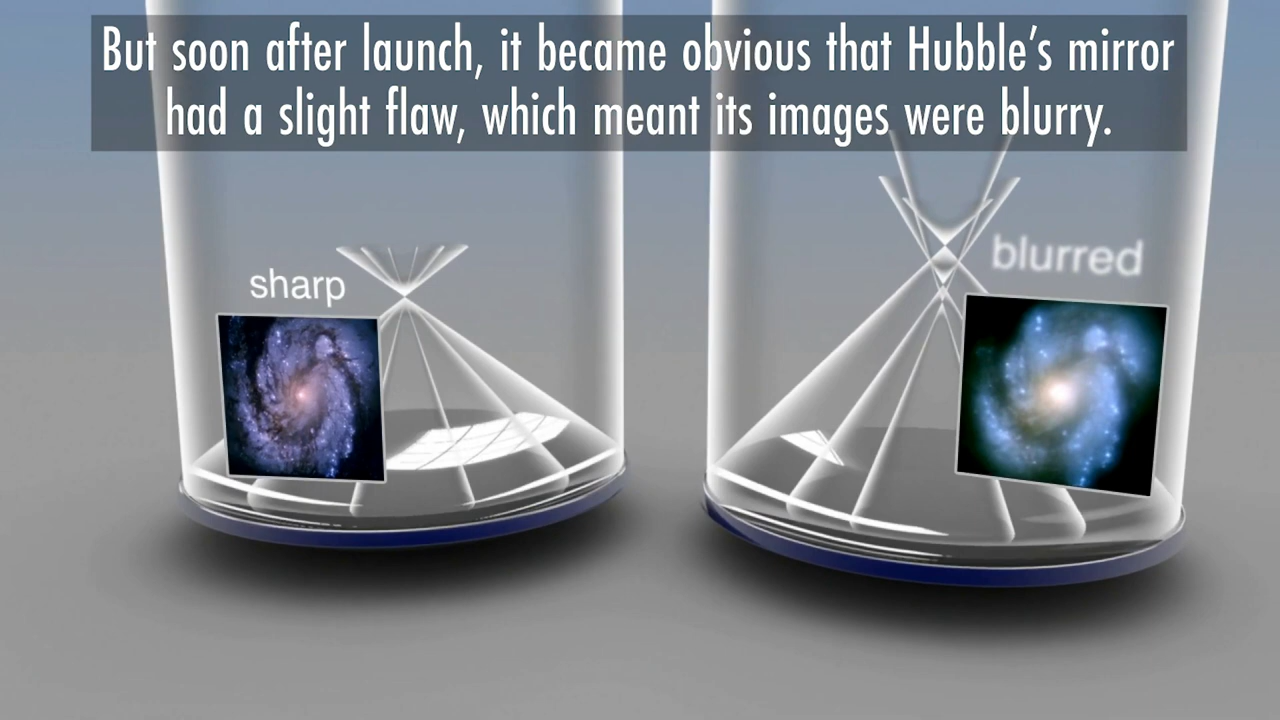 But soon after launch, it became obvious that Hubble's mirror
had a slight flaw, which meant its images were blurry.
sharp
blurred